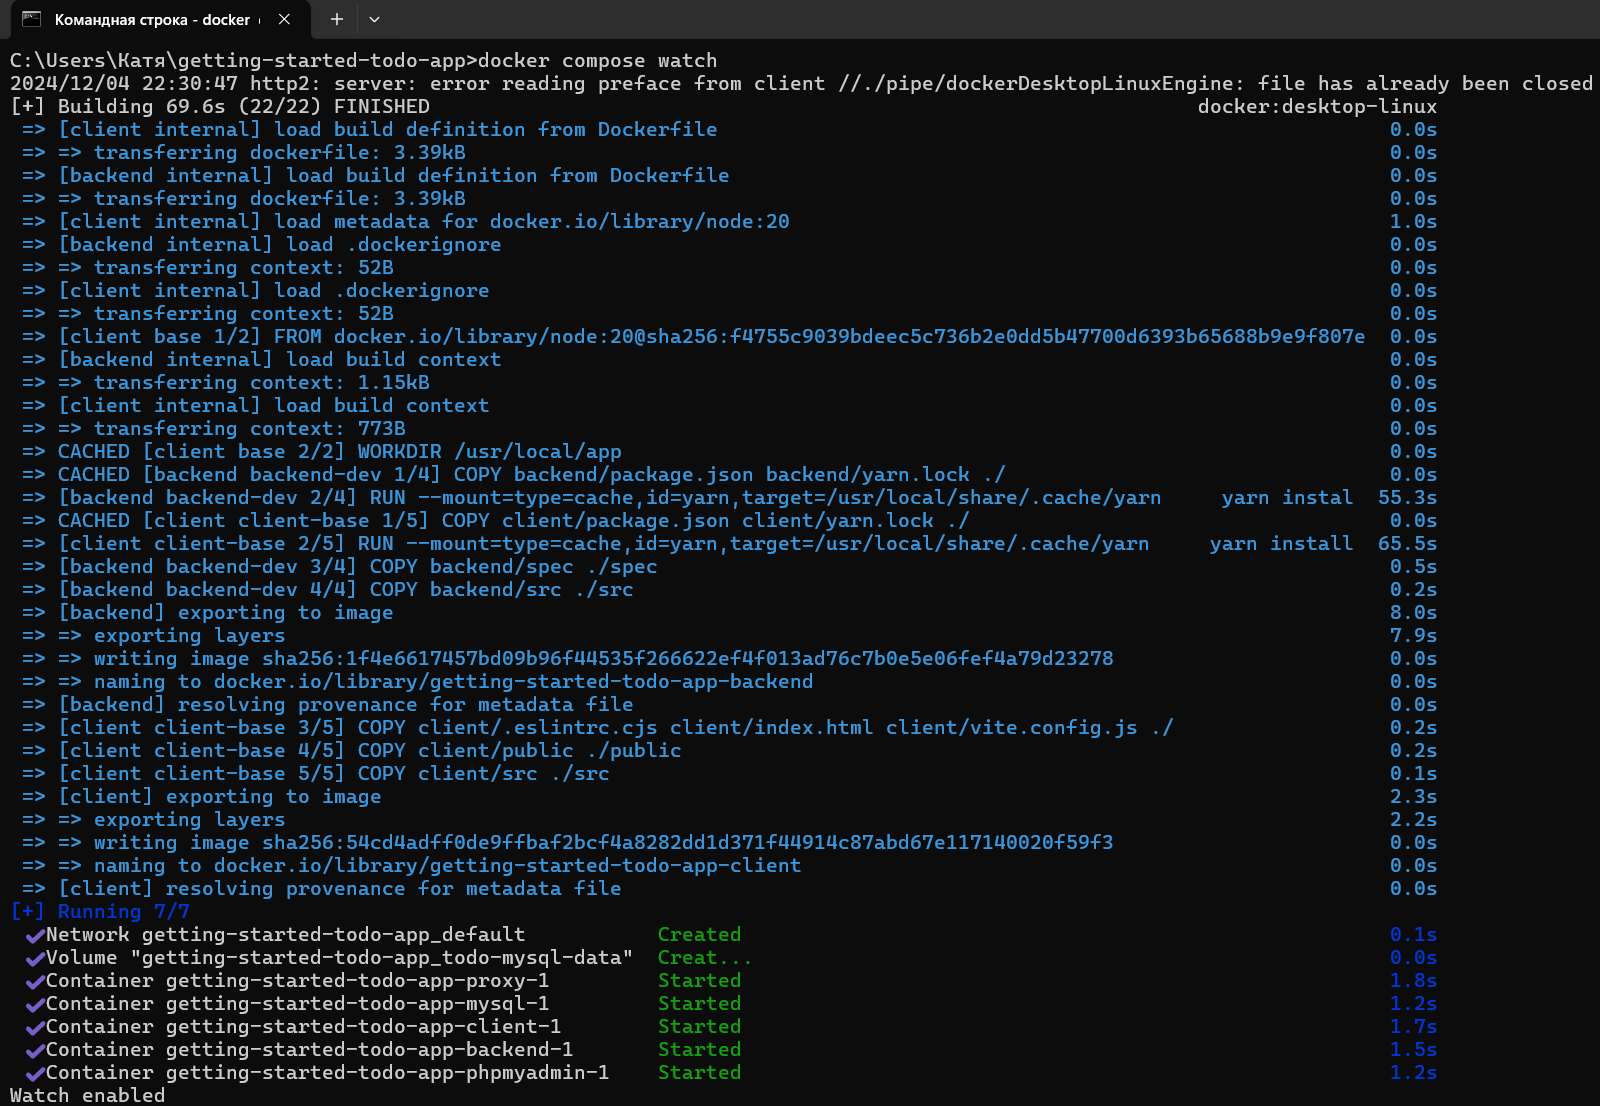 Командная строка - docker
C:\Users\Катя\getting-started-todo-app>docker compose watch
2024/12/04 22:30:47 http2: server: error reading preface from client //./pipe/dockerDesktopLinuxEngine: file has already been closed
[+] Building 69.6s (22/22) FINISHED docker:desktop-linux
=> [client internal] load build definition from Dockerfile 0.0s
=> => transferring dockerfile: 3.39kB 0.0s
=> [backend internal] load build definition from Dockerfile 0.0s
=> => transferring dockerfile: 3.39kB 0.0s
=> [client internal] load metadata for docker.io/library/node:20 1.0s
=> [backend internal] load .dockerignore 0.0s
=> => transferring context: 52B 0.0s
=> [client internal] load .dockerignore 0.0s
=> => transferring context: 52B 0.0s
=> [client base 1/2] FROM docker.io/library/node:20@sha256:f4755c9039bdeec5c736b2e0dd5b47700d6393b65688b9e9f807e 0.0s
=> [backend internal] load build context 0.0s
=> => transferring context: 1.15kB 0.0s
=> [client internal] load build context 0.0s
=> => transferring context: 773B 0.0s
=> CACHED [client base 2/2] WORKDIR /usr/local/app 0.0s
=> CACHED [backend backend-dev 1/4] COPY backend/package.json backend/yarn.lock ./ 0.0s
=> [backend backend-dev 2/4] RUN --mount=type=cache,id=yarn,target=/usr/local/share/.cache/yarn yarn instal 55.3s
=> CACHED [client client-base 1/5] COPY client/package.json client/yarn.lock ./ 0.0s
=> [client client-base 2/5] RUN --mount=type=cache,id=yarn,target=/usr/local/share/.cache/yarn yarn install 65.5s
=> [backend backend-dev 3/4] COPY backend/spec ./spec 0.5s
=> [backend backend-dev 4/4] COPY backend/src ./src 0.2s
=> [backend] exporting to image 8.0s
=> => exporting layers 7.9s
=> => writing image sha256:1f4e6617457bd09b96f44535f266622ef4f013ad76c7b0e5e06fef4a79d23278 0.0s
=> => naming to docker.io/library/getting-started-todo-app-backend 0.0s
=> [backend] resolving provenance for metadata file 0.0s
=> [client client-base 3/5] COPY client/.eslintrc.cjs client/index.html client/vite.config.js ./ 0.2s
=> [client client-base 4/5] COPY client/public ./public 0.2s
=> [client client-base 5/5] COPY client/src ./src 0.1s
=> [client] exporting to image 2.3s
=> => exporting layers 2.2s
=> => writing image sha256:54cd4adff0de9ffbaf2bcf4a8282dd1d371f44914c87abd67e117140020f59f3 0.0s
=> => naming to docker.io/library/getting-started-todo-app-client 0.0s
=> [client] resolving provenance for metadata file 0.0s
[+] Running 7/7
✔Network getting-started-todo-app_default Created 0.1s
✔Volume "getting-started-todo-app_todo-mysql-data" Creat... 0.0s
✔Container getting-started-todo-app-proxy-1 Started 1.8s
✔Container getting-started-todo-app-mysql-1 Started 1.2s
✔Container getting-started-todo-app-client-1 Started 1.7s
✔Container getting-started-todo-app-backend-1 Started 1.5s
✔Container getting-started-todo-app-phpmyadmin-1 Started 1.2s
Watch enabled